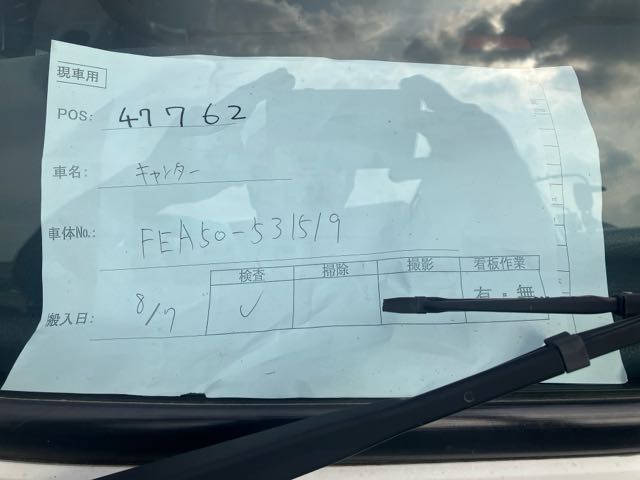 現車用
POS: 47762
車名: キャンター
車体No.: FEA50-531519
検査 掃除 撮影 看板作業
搬入日: 8/7 ✓ 有・無